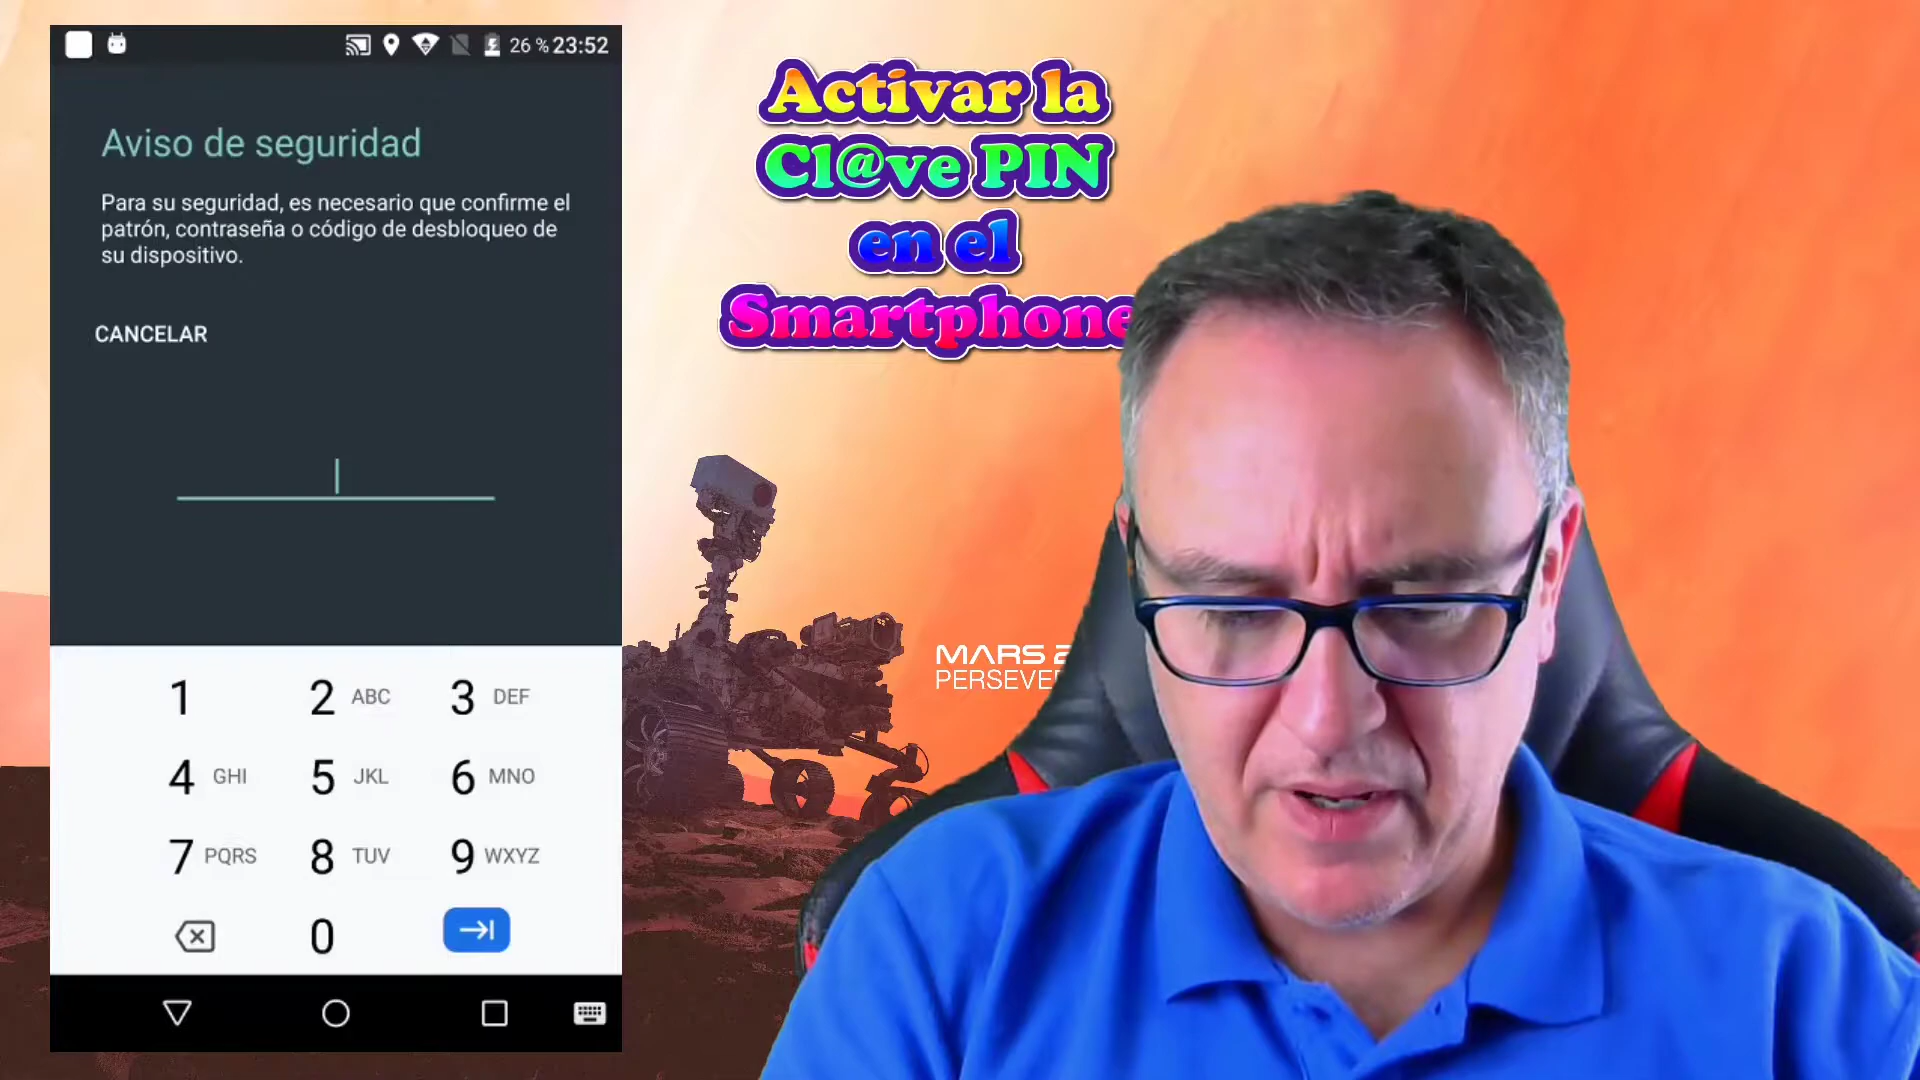 26 % 23:52
Aviso de seguridad
Para su seguridad, es necesario que confirme el
patrón, contraseña o código de desbloqueo de
su dispositivo.
CANCELAR
1
2 ABC
3 DEF
4 GHI
5 JKL
6 MNO
7 PQRS
8 TUV
9 WXYZ
0
Activar la
Cl@ve PIN
en el
Smartphone
MARS 2
PERSEVE